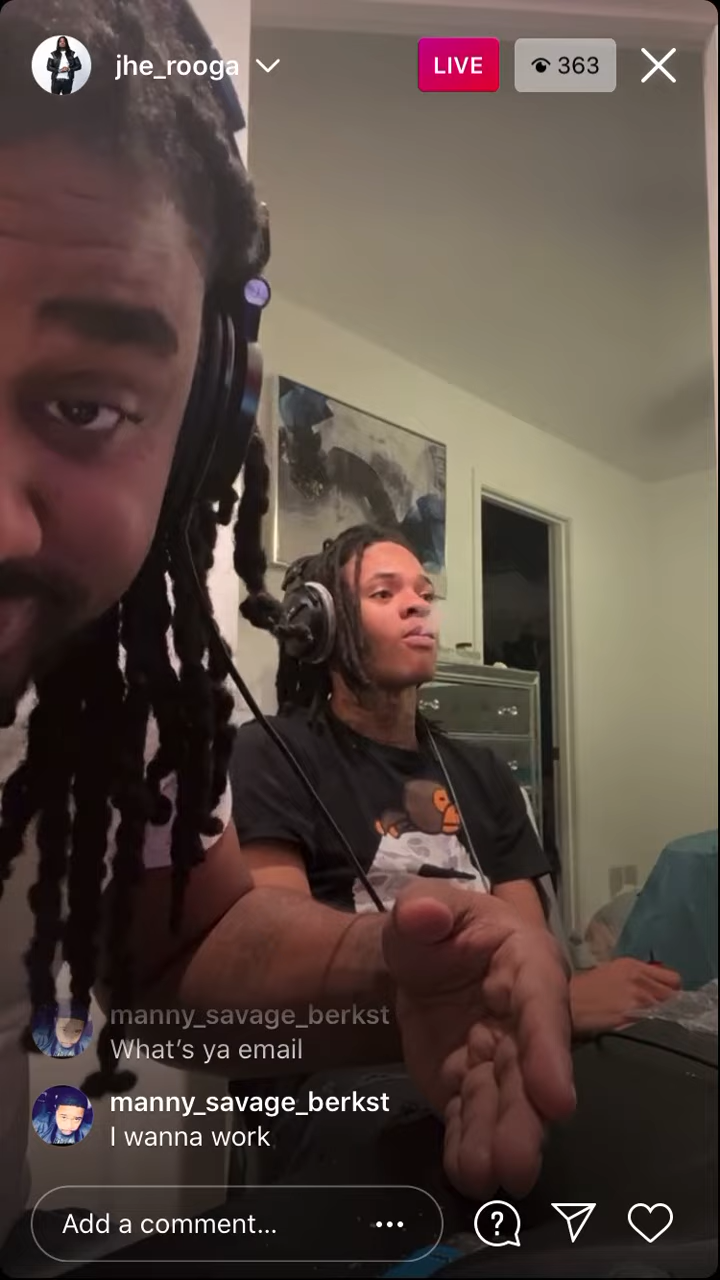 jhe_rooga
LIVE
363
manny_savage_berkst
What's ya email
manny_savage_berkst
I wanna work
Add a comment...